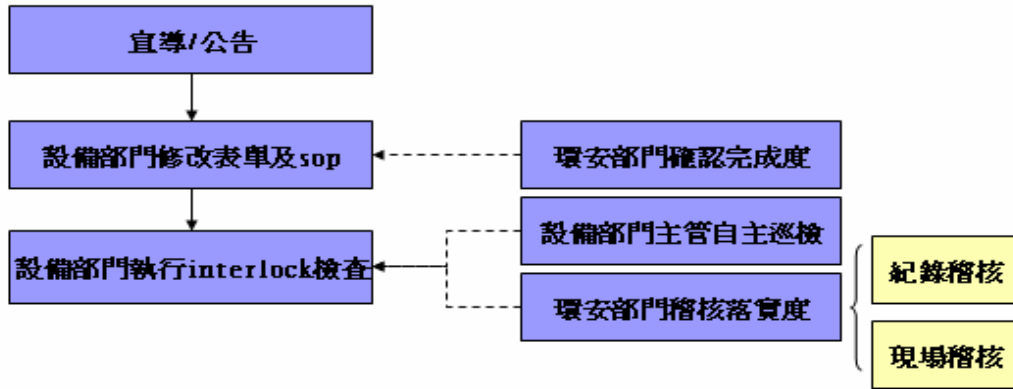 宣導/公告
設備部門修改表單及sop
環安部門確認完成度
設備部門主管自主巡檢
設備部門執行interlock檢查
環安部門稽核落實度
紀錄稽核
現場稽核